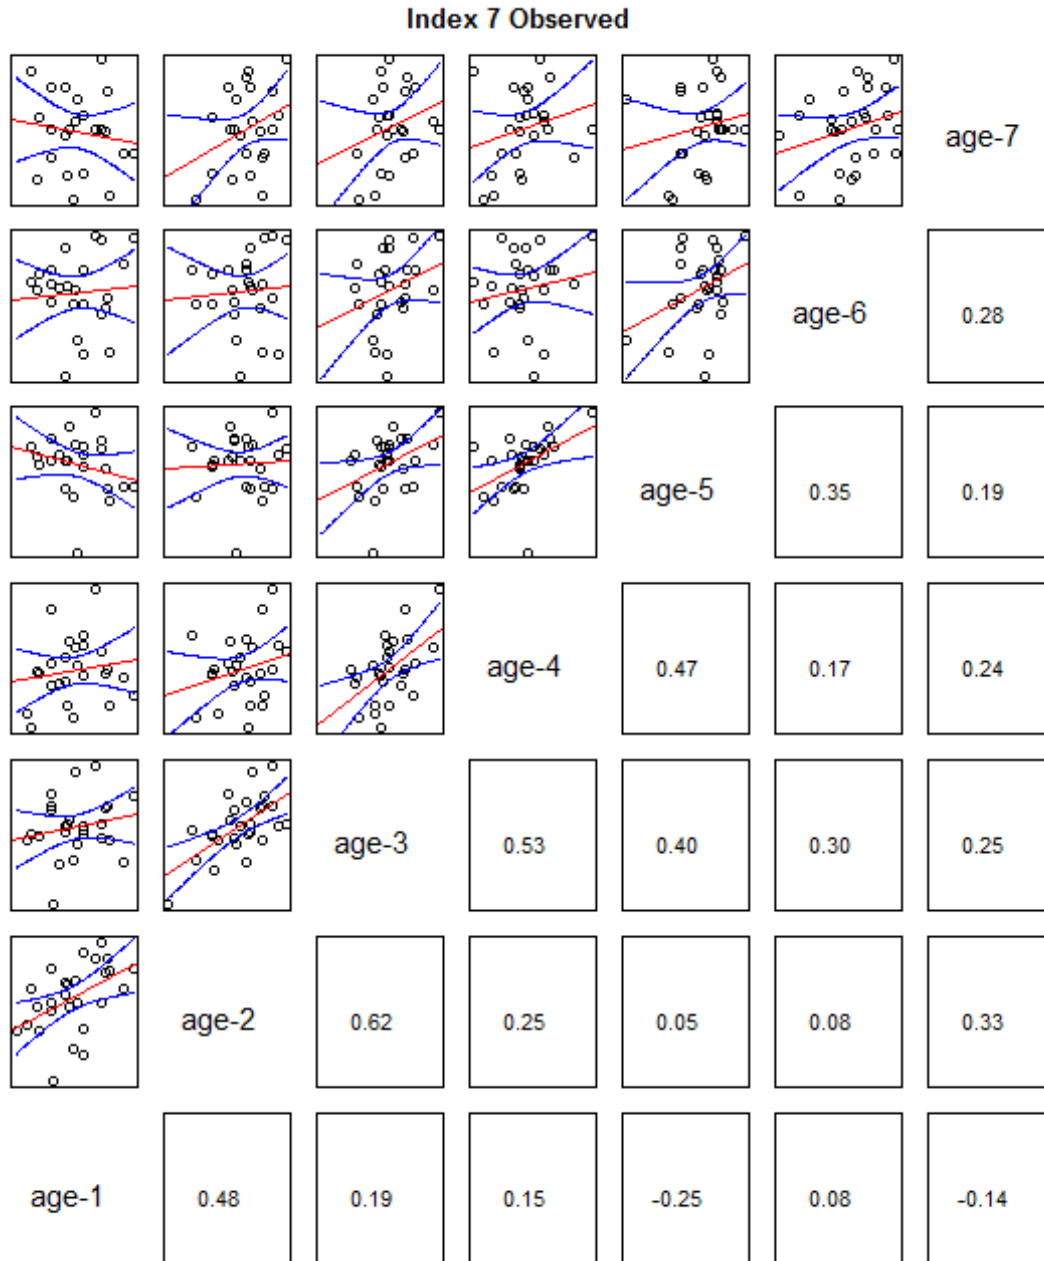 Index 7 Observed
age-7
age-6 0.28
age-5 0.35 0.19
age-4 0.47 0.17 0.24
age-3 0.53 0.40 0.30 0.25
age-2 0.62 0.25 0.05 0.08 0.33
age-1 0.48 0.19 0.15 -0.25 0.08 -0.14